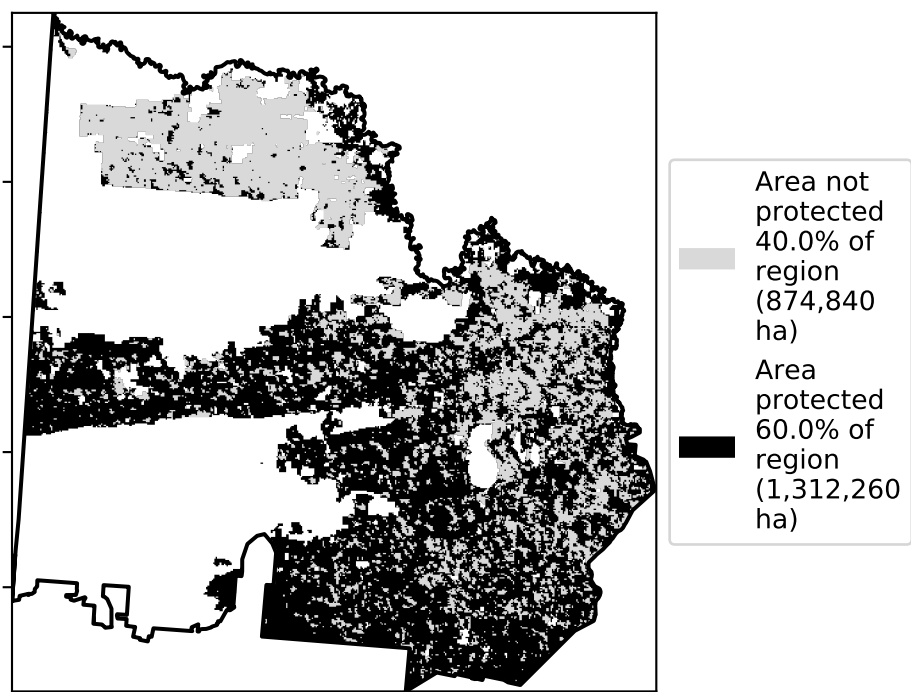 Area not
protected
40.0% of
region
(874,840
ha)
Area
protected
60.0% of
region
(1,312,260
ha)